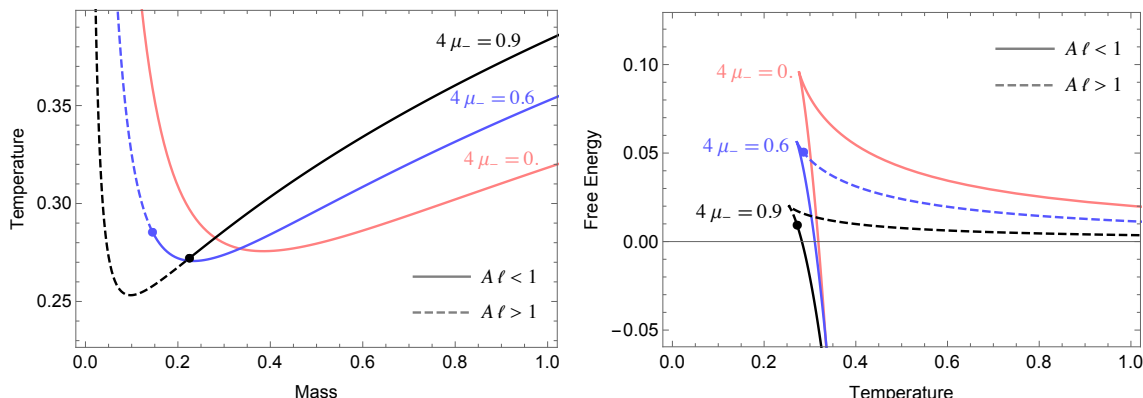 Temperature
0.35
0.30
0.25
4 μ₋ = 0.9
4 μ₋ = 0.6
4 μ₋ = 0.
A ℓ < 1
A ℓ > 1
0.0 0.2 0.4 0.6 0.8 1.0
Mass
Free Energy
0.10
0.05
0.00
−0.05
4 μ₋ = 0.
4 μ₋ = 0.6
4 μ₋ = 0.9
A ℓ < 1
A ℓ > 1
0.0 0.2 0.4 0.6 0.8 1.0
Temperature